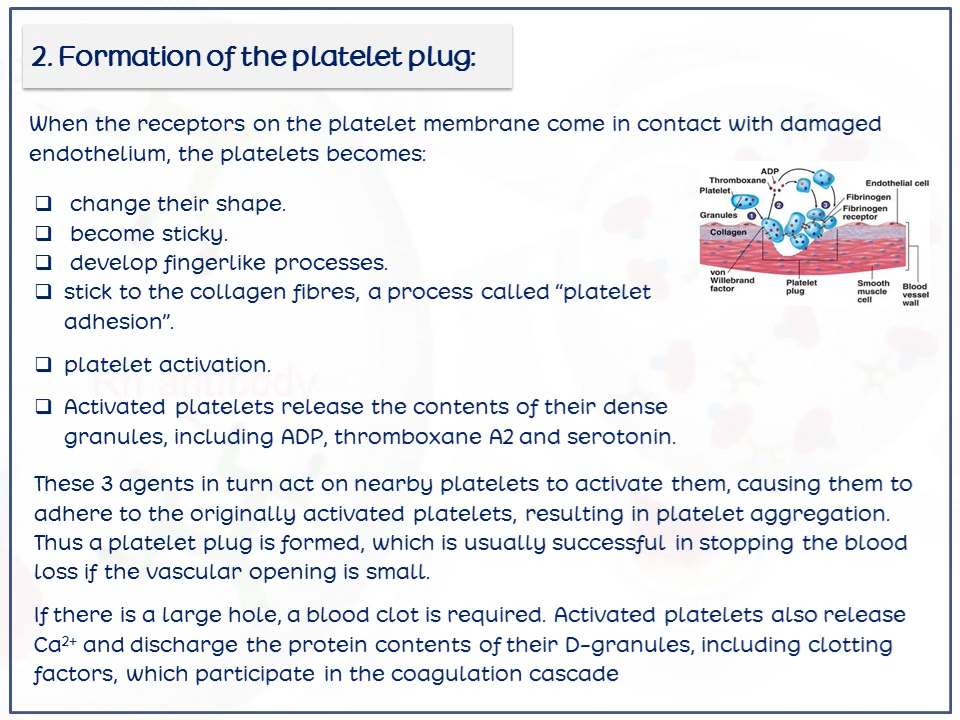 2. Formation of the platelet plug:
When the receptors on the platelet membrane come in contact with damaged
endothelium, the platelets becomes:
❑ change their shape.
❑ become sticky.
❑ develop fingerlike processes.
❑ stick to the collagen fibres, a process called “platelet
adhesion”.
❑ platelet activation.
❑ Activated platelets release the contents of their dense
granules, including ADP, thromboxane A2 and serotonin.
ADP
Thromboxane
Platelet
Granules
Collagen
1
2
3
Endothelial cell
Fibrinogen
Fibrinogen
receptor
von
Willebrand
factor
Platelet
plug
Smooth
muscle
cell
Blood
vessel
wall
These 3 agents in turn act on nearby platelets to activate them, causing them to
adhere to the originally activated platelets, resulting in platelet aggregation.
Thus a platelet plug is formed, which is usually successful in stopping the blood
loss if the vascular opening is small.
If there is a large hole, a blood clot is required. Activated platelets also release
Ca²⁺ and discharge the protein contents of their D-granules, including clotting
factors, which participate in the coagulation cascade
Rh antibody